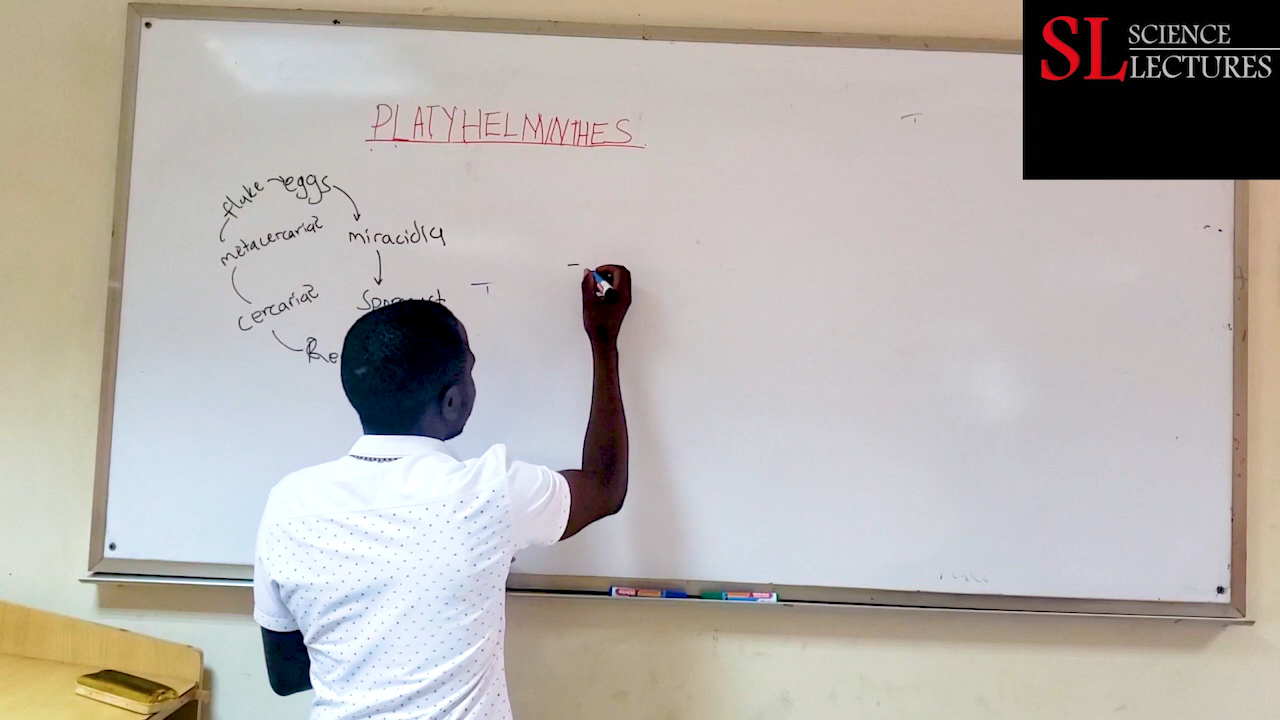 SL SCIENCE
LECTURES
PLATYHELMINTHES
fluke eggs
metacercariae miracidia
cercariae